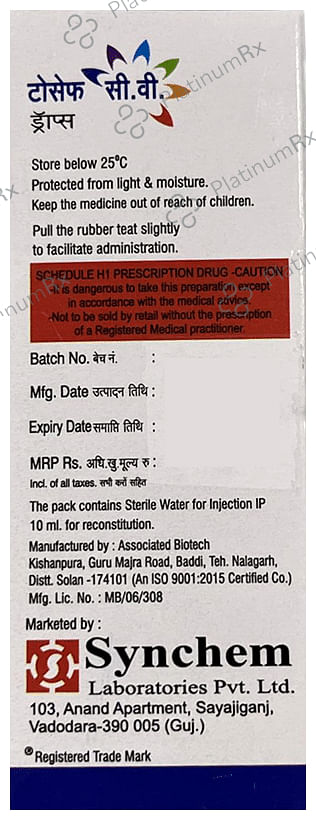 टोसेफ सी.वी.
ड्रॉप्स
Store below 25°C
Protected from light & moisture.
Keep the medicine out of reach of children.
Pull the rubber teat slightly
to facilitate administration.
SCHEDULE H1 PRESCRIPTION DRUG -CAUTION
-It is dangerous to take this preparation except
in accordance with the medical advice.
-Not to be sold by retail without the prescription
of a Registered Medical practitioner.
Batch No. बेच नं. :
Mfg. Date उत्पादन तिथि :
Expiry Date समाप्ति तिथि :
MRP Rs. अधि.खु.मूल्य रु :
Incl. of all taxes. सभी करों सहित
The pack contains Sterile Water for Injection IP
10 ml. for reconstitution.
Manufactured by : Associated Biotech
Kishanpura, Guru Majra Road, Baddi, Teh. Nalagarh,
Distt. Solan -174101 (An ISO 9001:2015 Certified Co.)
Mfg. Lic. No. : MB/06/308
Marketed by :
Synchem
Laboratories Pvt. Ltd.
103, Anand Apartment, Sayajiganj,
Vadodara-390 005 (Guj.)
® Registered Trade Mark
PlatinumRx